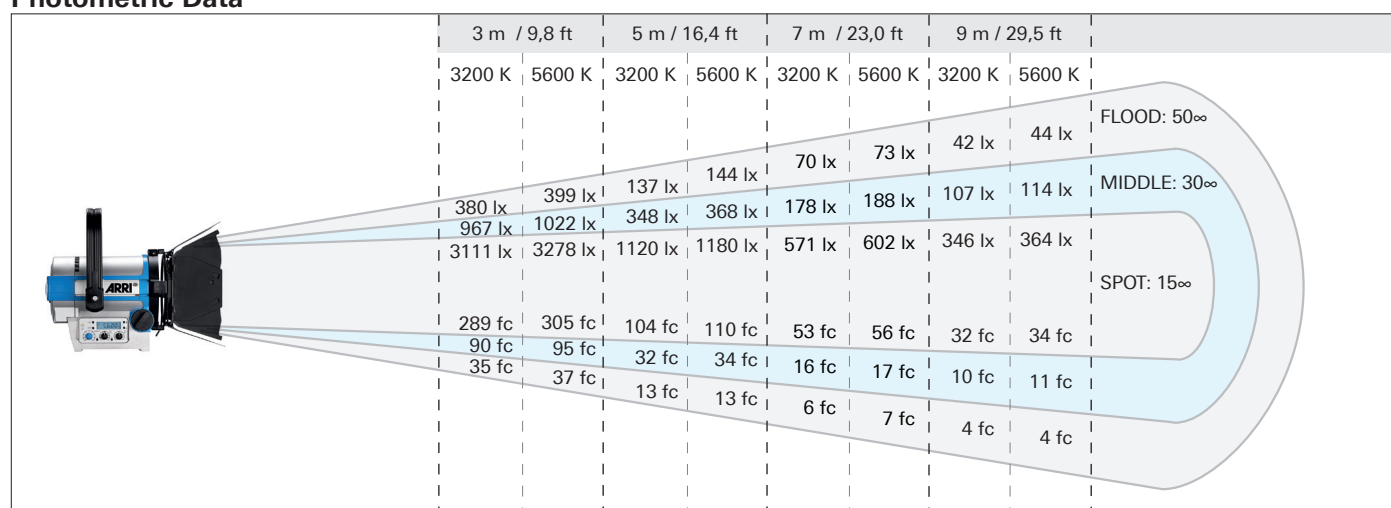 Photometric Data
3 m / 9,8 ft 5 m / 16,4 ft 7 m / 23,0 ft 9 m / 29,5 ft
3200 K 5600 K 3200 K 5600 K 3200 K 5600 K 3200 K 5600 K
FLOOD: 50∞
380 lx 399 lx 137 lx 144 lx 70 lx 73 lx 42 lx 44 lx
MIDDLE: 30∞
967 lx 1022 lx 348 lx 368 lx 178 lx 188 lx 107 lx 114 lx
3111 lx 3278 lx 1120 lx 1180 lx 571 lx 602 lx 346 lx 364 lx
ARRI
SPOT: 15∞
289 fc 305 fc 104 fc 110 fc 53 fc 56 fc 32 fc 34 fc
90 fc 95 fc 32 fc 34 fc 16 fc 17 fc 10 fc 11 fc
35 fc 37 fc 13 fc 13 fc 6 fc 7 fc 4 fc 4 fc